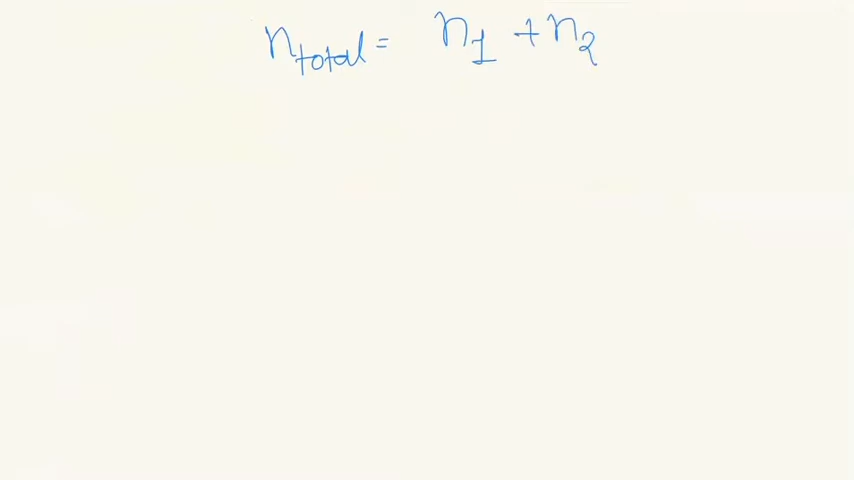 n_total = n_1 + n_2